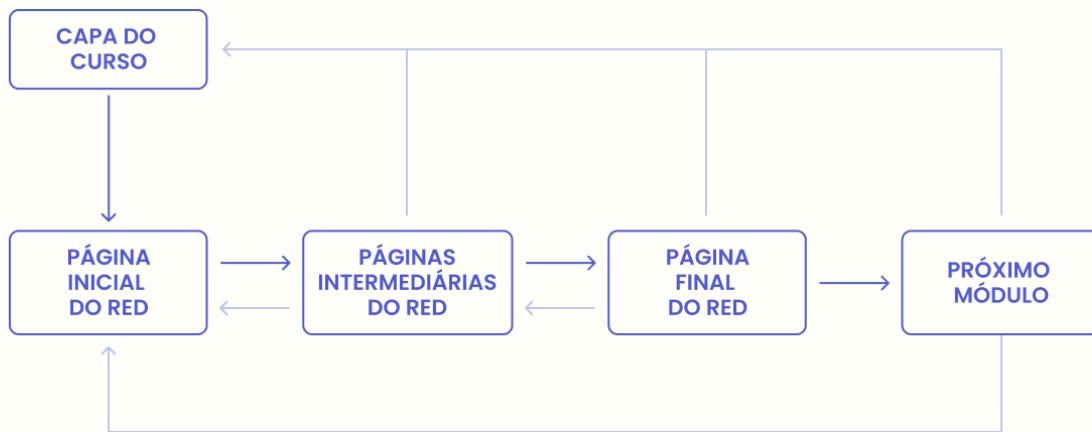 CAPA DO
CURSO
PÁGINA
INICIAL
DO RED
PÁGINAS
INTERMEDIÁRIAS
DO RED
PÁGINA
FINAL
DO RED
PRÓXIMO
MÓDULO